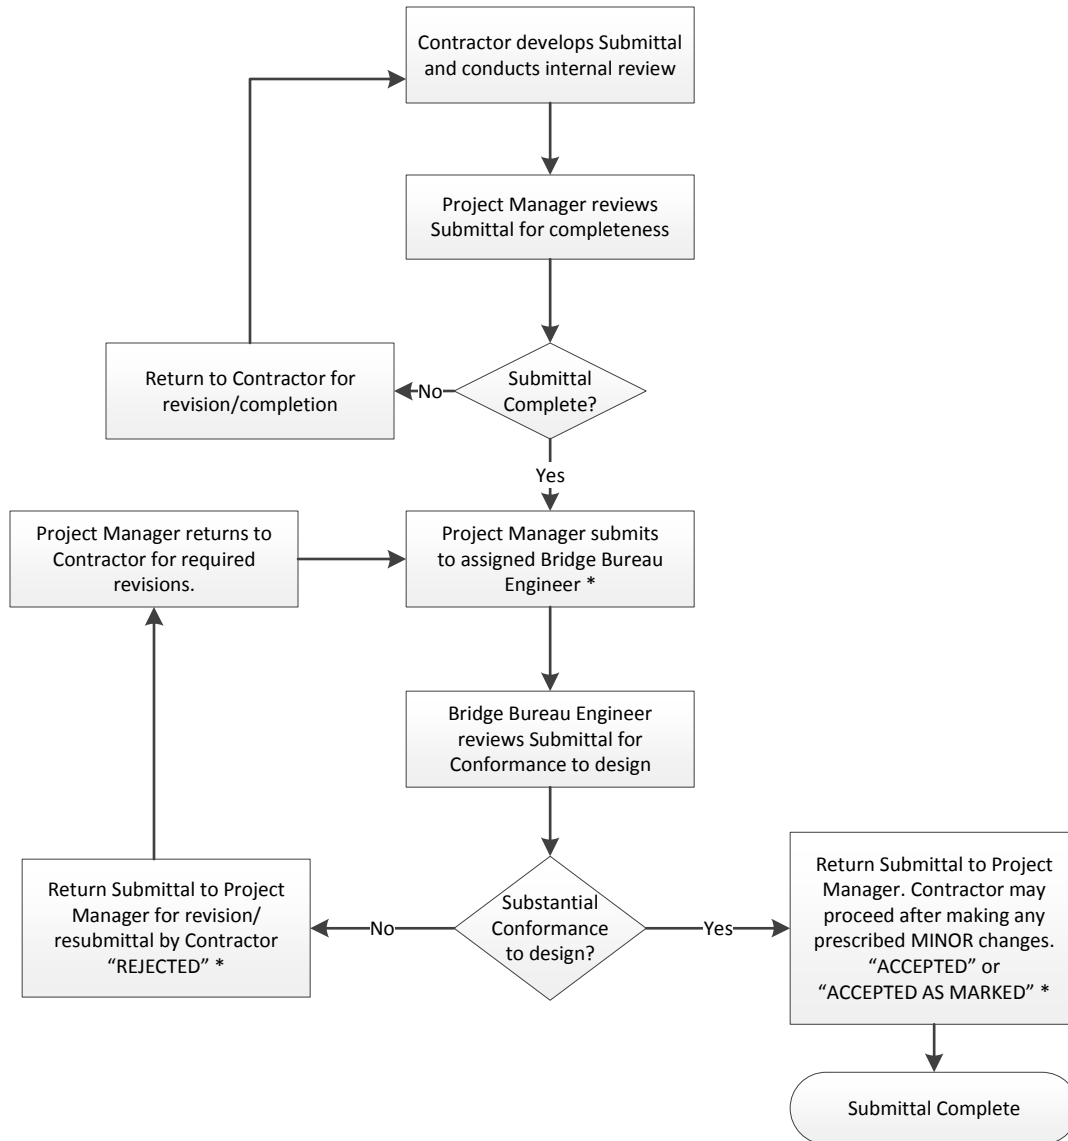 Contractor develops Submittal
and conducts internal review
Project Manager reviews
Submittal for completeness
Return to Contractor for
revision/completion
No
Submittal
Complete?
Yes
Project Manager returns to
Contractor for required
revisions.
Project Manager submits
to assigned Bridge Bureau
Engineer *
Bridge Bureau Engineer
reviews Submittal for
Conformance to design
Return Submittal to Project
Manager for revision/
resubmittal by Contractor
“REJECTED” *
No
Substantial
Conformance
to design?
Yes
Return Submittal to Project
Manager. Contractor may
proceed after making any
prescribed MINOR changes.
“ACCEPTED” or
“ACCEPTED AS MARKED” *
Submittal Complete